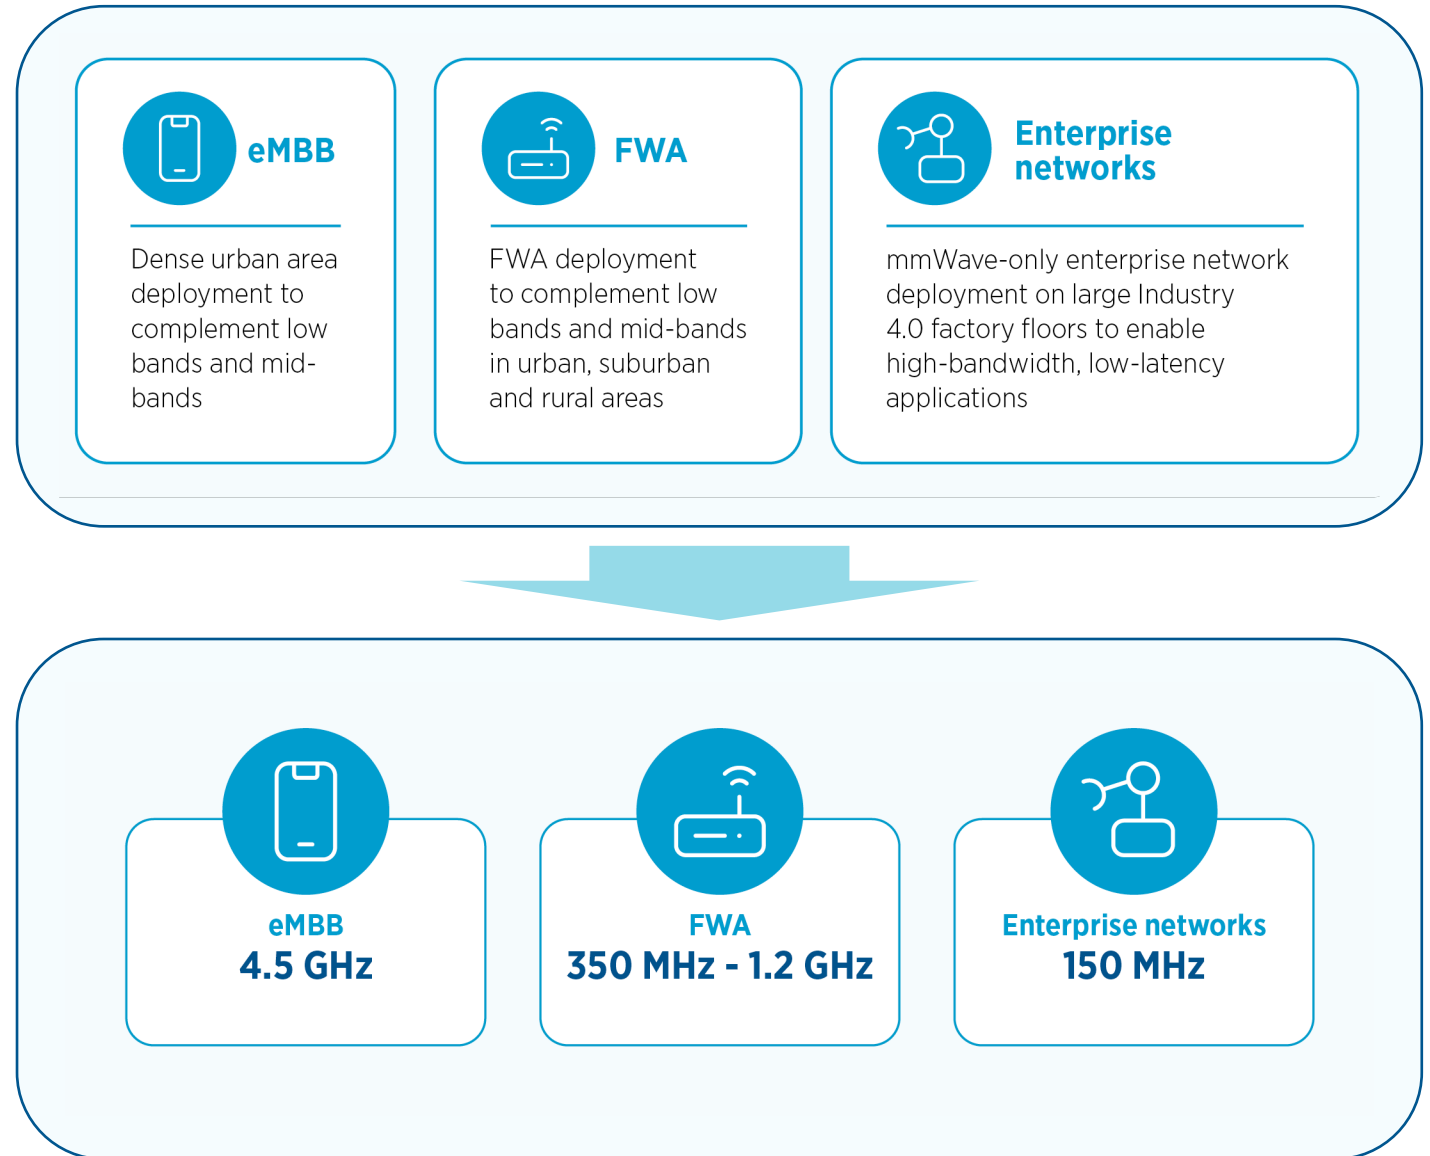 eMBB
Dense urban area
deployment to
complement low
bands and mid-
bands
FWA
FWA deployment
to complement low
bands and mid-bands
in urban, suburban
and rural areas
Enterprise
networks
mmWave-only enterprise network
deployment on large Industry
4.0 factory floors to enable
high-bandwidth, low-latency
applications
eMBB
4.5 GHz
FWA
350 MHz - 1.2 GHz
Enterprise networks
150 MHz